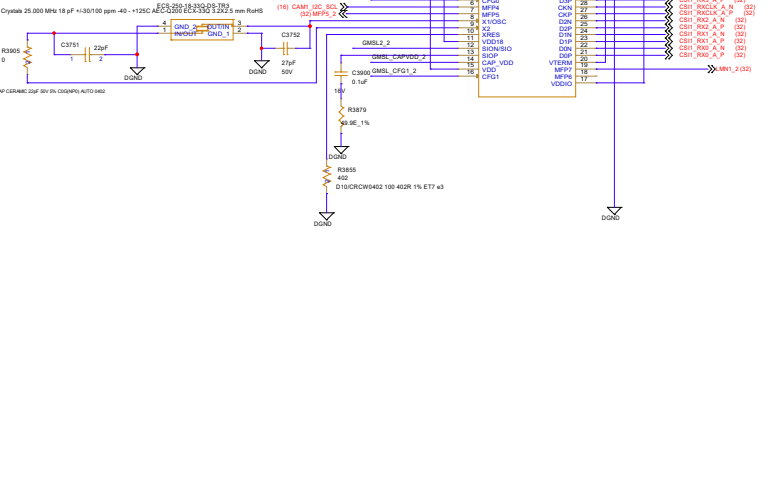 ECS-250-18-33Q-DS-TR3
Crystals 25.000 MHz 18 pF +/-30/100 ppm -40 - +125C AEC-Q200 ECX-33Q 3.2X2.5 mm RoHS
4 GND_2 OUT/IN 3
1 IN/OUT GND_1 2
R3905
0
C3751
22pF
1 2
DGND
C3752
27pF
50V
DGND
AP CERAMIC 22pF 50V 5% C0G(NP0) AUTO 0402
(16) CAM1_I2C_SCL
(32) MFP5_2
GMSL2_2
GMSL_CAPVDD_2
GMSL_CFG1_2
C3900
0.1uF
16V
R3879
49.9E_1%
DGND
R3855
402
D10/CRCW0402 100 402R 1% ET7 e3
DGND
CFG0
6 MFP4
7 MFP5
8 X1/OSC
9 X2
10 XRES
11 VDD18
12 SION/SIO
13 SIOP
14 CAP_VDD
15 VDD
16 CFG1
D3P
CKN 28
CKP 27
D2N 26
D2P 25
D1N 24
D1P 23
D0N 22
D0P 21
VTERM 20
MFP7 19
MFP6 18
VDDIO 17
CSI1_RXCLK_A_N (32)
CSI1_RXCLK_A_P (32)
CSI1_RX2_A_N (32)
CSI1_RX2_A_P (32)
CSI1_RX1_A_N (32)
CSI1_RX1_A_P (32)
CSI1_RX0_A_N (32)
CSI1_RX0_A_P (32)
LMN1_2 (32)
DGND